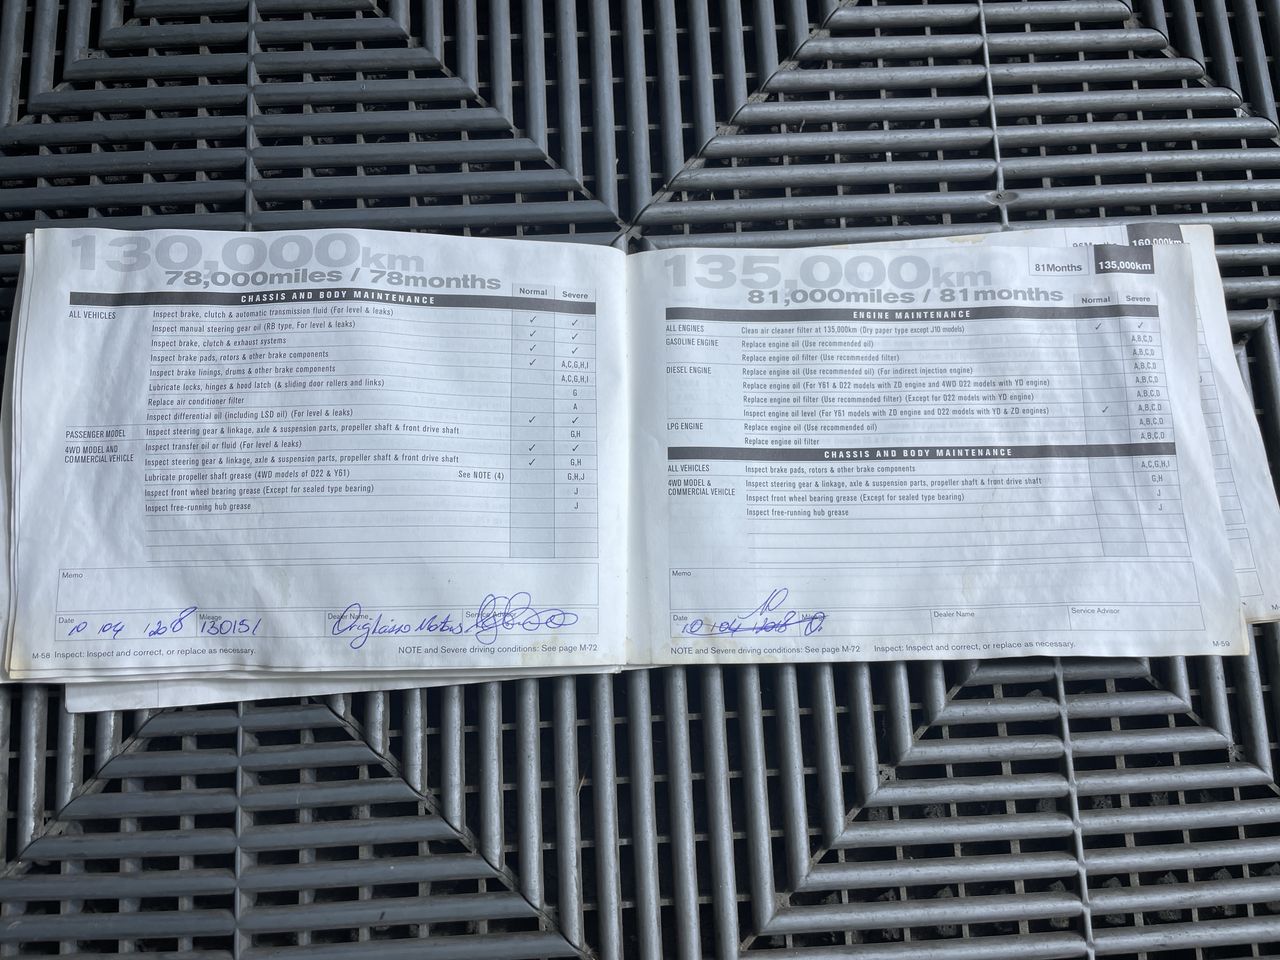 130,000km
78,000miles / 78months
CHASSIS AND BODY MAINTENANCE Normal Severe
ALL VEHICLES Inspect brake, clutch & automatic transmission fluid (For level & leaks) ✓ ✓
Inspect manual steering gear oil (RB type, For level & leaks) ✓ ✓
Inspect brake, clutch & exhaust systems ✓ ✓
Inspect brake pads, rotors & other brake components ✓ A,C,G,H,I
Inspect brake linings, drums & other brake components A,C,G,H,I
Lubricate locks, hinges & hood latch (& sliding door rollers and links) G
Replace air conditioner filter A
Inspect differential oil (including LSD oil) (For level & leaks) ✓ ✓
PASSENGER MODEL Inspect steering gear & linkage, axle & suspension parts, propeller shaft & front drive shaft G,H
4WD MODEL AND COMMERCIAL VEHICLE Inspect transfer oil or fluid (For level & leaks) ✓ ✓
Inspect steering gear & linkage, axle & suspension parts, propeller shaft & front drive shaft ✓ G,H
Lubricate propeller shaft grease (4WD models of D22 & Y61) See NOTE (4) G,H,J
Inspect front wheel bearing grease (Except for sealed type bearing) J
Inspect free-running hub grease J
Memo
Date Mileage Dealer Name Service Advisor
10 04 2018 130151 Motors
M-58 Inspect: Inspect and correct, or replace as necessary. NOTE and Severe driving conditions: See page M-72
160,000km
135,000km
81Months 135,000km
81,000miles / 81months
ENGINE MAINTENANCE Normal Severe
ALL ENGINES Clean air cleaner filter at 135,000km (Dry paper type except J10 models) ✓ ✓
GASOLINE ENGINE Replace engine oil (Use recommended oil) A,B,C,D
Replace engine oil filter (Use recommended filter) A,B,C,D
DIESEL ENGINE Replace engine oil (Use recommended oil) (For indirect injection engine) A,B,C,D
Replace engine oil (For Y61 & D22 models with ZD engine and 4WD D22 models with YD engine) A,B,C,D
Replace engine oil filter (Use recommended filter) (Except for D22 models with YD engine) A,B,C,D
Inspect engine oil level (For Y61 models with ZD engine and D22 models with YD & ZD engines) ✓ A,B,C,D
LPG ENGINE Replace engine oil (Use recommended oil) A,B,C,D
Replace engine oil filter A,B,C,D
CHASSIS AND BODY MAINTENANCE
ALL VEHICLES Inspect brake pads, rotors & other brake components A,C,G,H,I
4WD MODEL & COMMERCIAL VEHICLE Inspect steering gear & linkage, axle & suspension parts, propeller shaft & front drive shaft G,H
Inspect front wheel bearing grease (Except for sealed type bearing) J
Inspect free-running hub grease J
Memo
Date Dealer Name Service Advisor
10 04 2018
NOTE and Severe driving conditions: See page M-72 Inspect: Inspect and correct, or replace as necessary. M-59